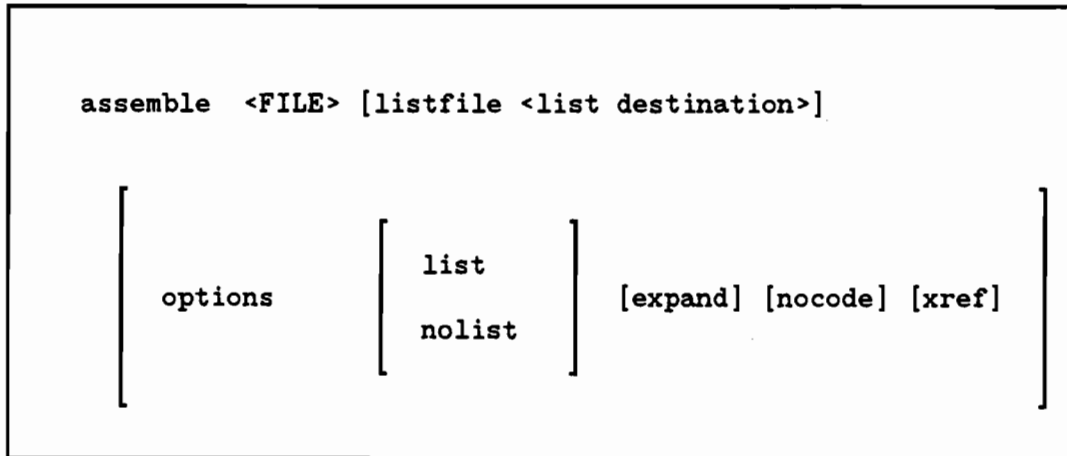 assemble <FILE> [listfile <list destination>]
list
options [expand] [nocode] [xref]
nolist